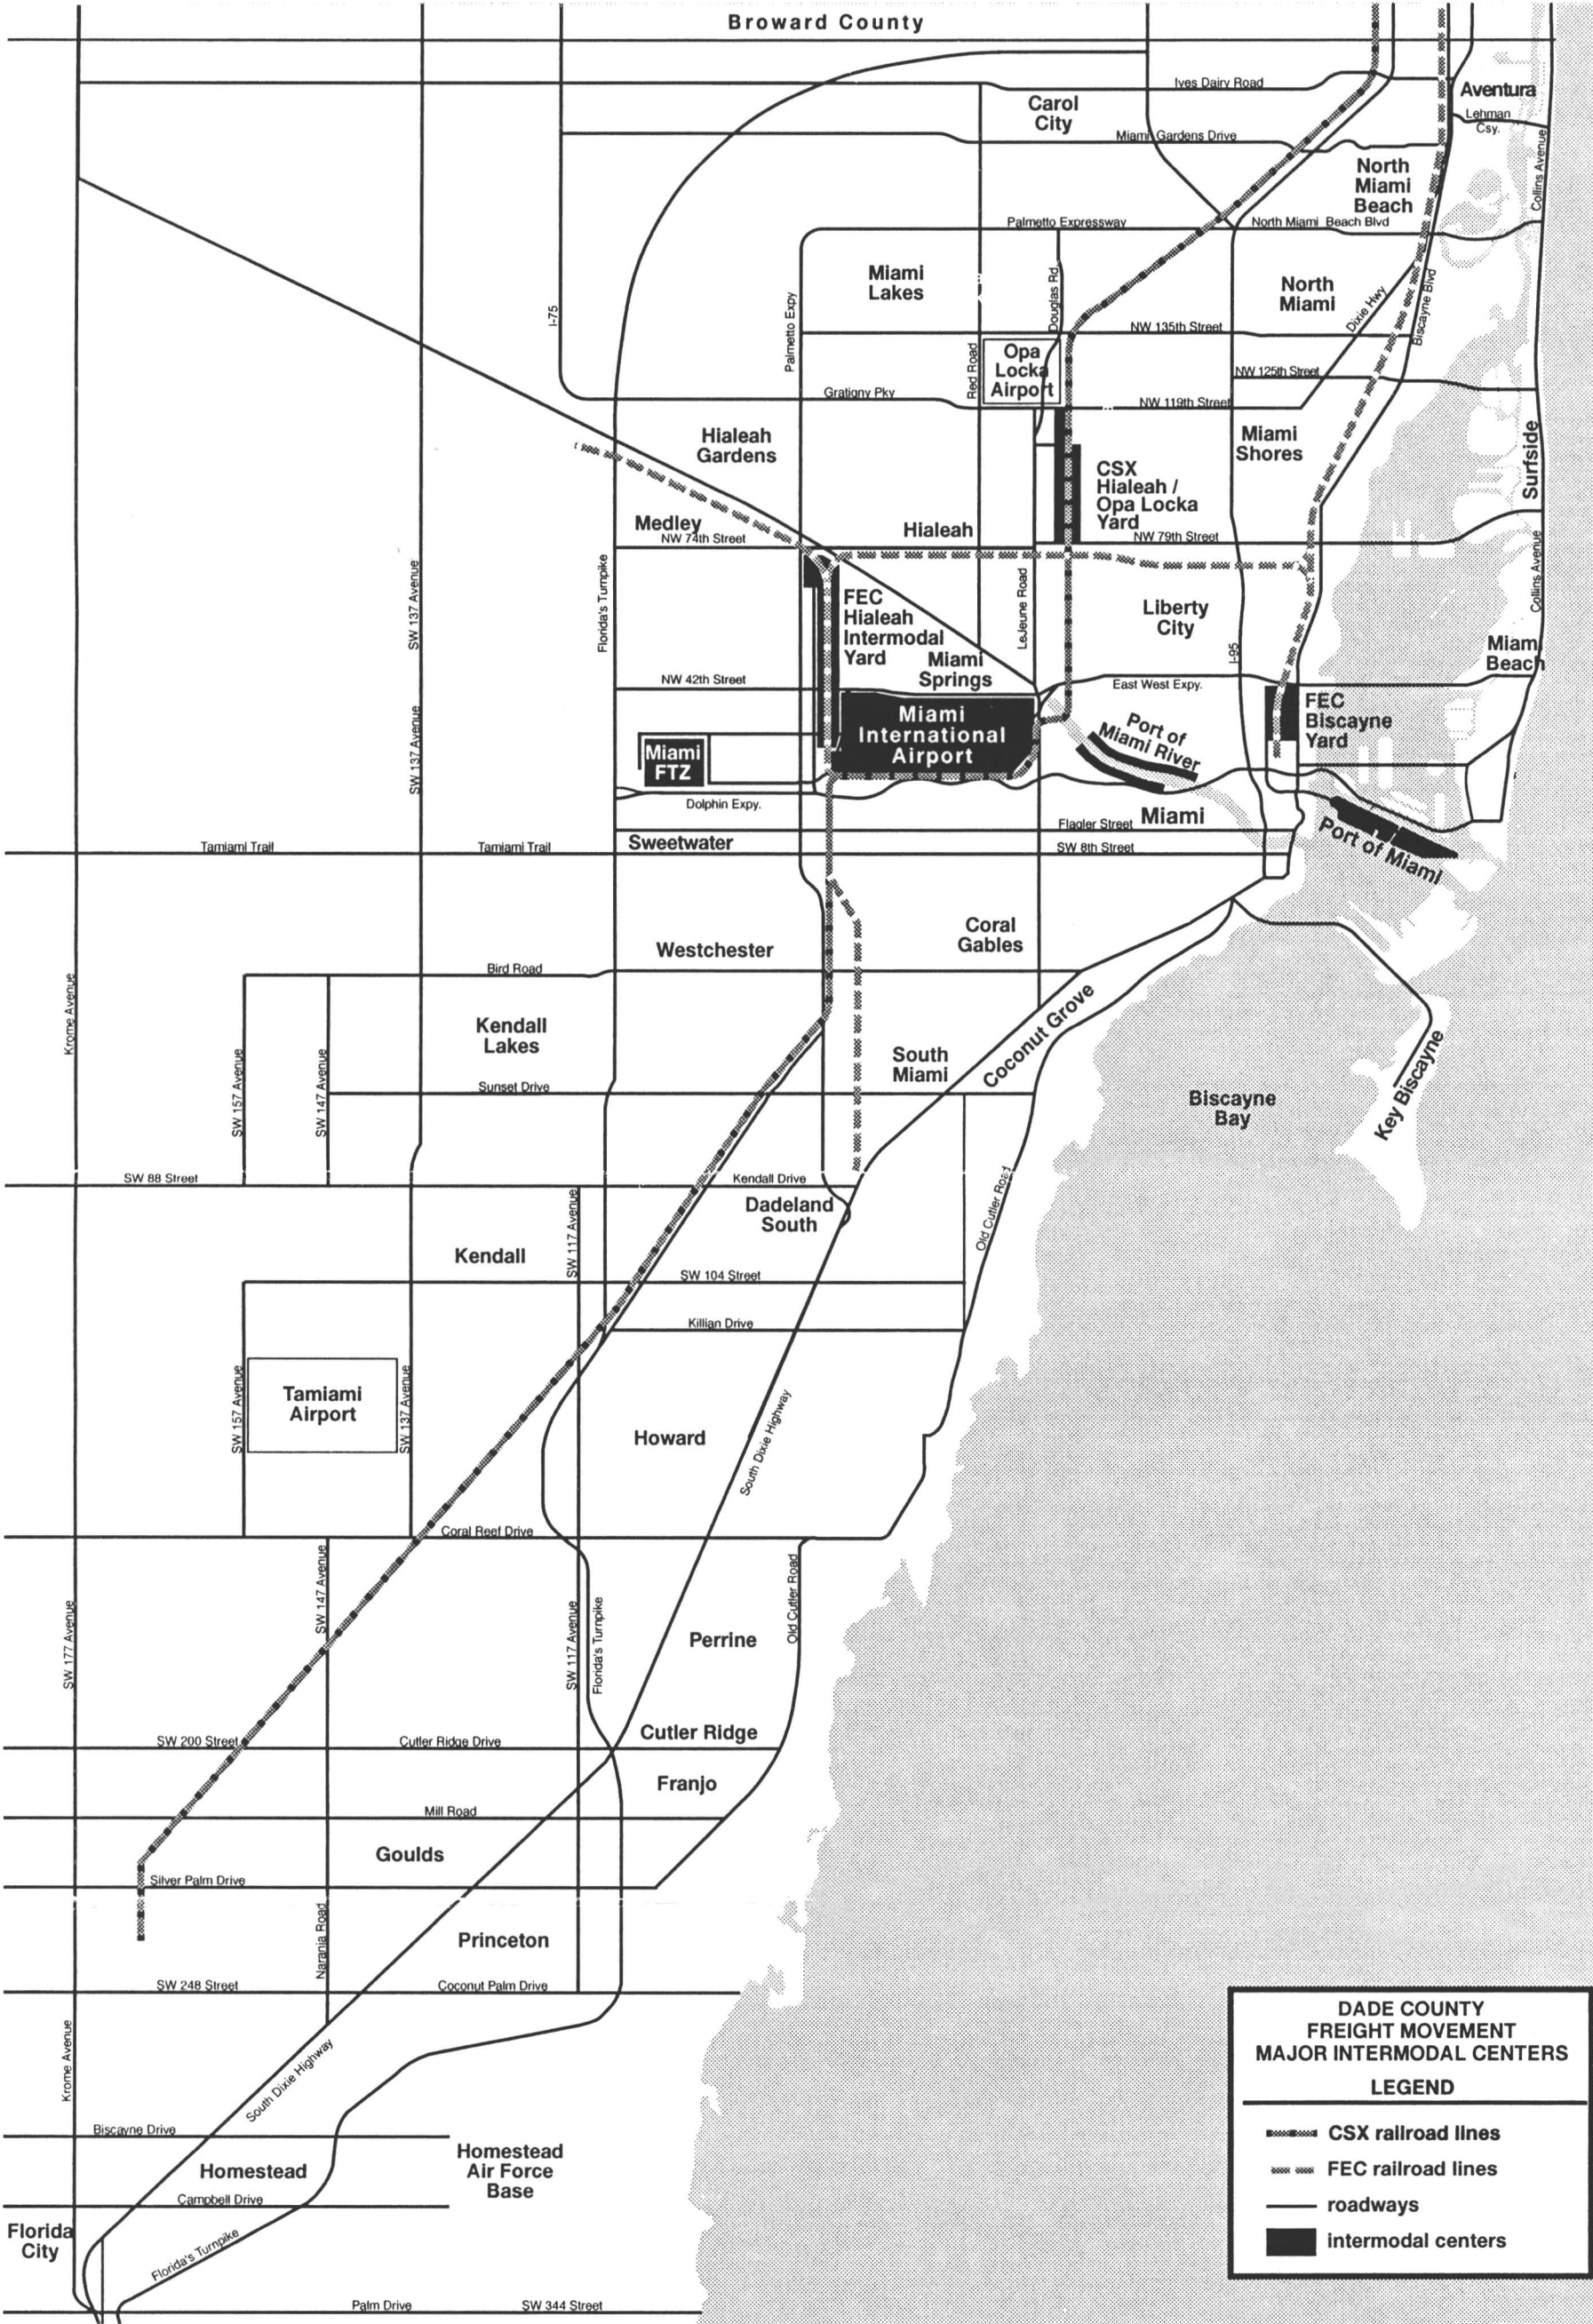 Broward County
Ives Dairy Road
Aventura
Carol
City
Lehman
Csy.
Miami Gardens Drive
Collins Avenue
North
Miami
Beach
Palmetto Expressway
North Miami Beach Blvd
Miami
Lakes
Douglas Rd.
North
Miami
Dixie Hwy
Biscayne Blvd
I-75
Palmetto Expy
NW 135th Street
Opa
Locka
Airport
Red Road
NW 125th Street
Gratigny Pky
NW 119th Street
Hialeah
Gardens
Miami
Shores
Surfside
CSX
Hialeah /
Opa Locka
Yard
Medley
NW 74th Street
Hialeah
NW 79th Street
SW 137 Avenue
Florida's Turnpike
LeJeune Road
Collins Avenue
FEC
Hialeah
Intermodal
Yard
Liberty
City
I-95
Miami
Springs
Miam
Beach
NW 42th Street
East West Expy.
SW 137 Avenue
Miami
International
Airport
Port of
Miami River
FEC
Biscayne
Yard
Miami
FTZ
Dolphin Expy.
Flagler Street
Miami
Port of Miami
Tamiami Trail
Tamiami Trail
Sweetwater
SW 8th Street
Westchester
Coral
Gables
Bird Road
Krome Avenue
Kendall
Lakes
Coconut Grove
South
Miami
SW 157 Avenue
SW 147 Avenue
Sunset Drive
Biscayne
Bay
Key Biscayne
SW 88 Street
Kendall Drive
Dadeland
South
Old Cutler Road
SW 117 Avenue
Kendall
SW 104 Street
Killian Drive
Tamiami
Airport
SW 157 Avenue
SW 137 Avenue
Howard
South Dixie Highway
Coral Reef Drive
SW 147 Avenue
Old Cutler Road
SW 177 Avenue
SW 117 Avenue
Florida's Turnpike
Perrine
SW 200 Street
Cutler Ridge Drive
Cutler Ridge
Franjo
Mill Road
Goulds
Silver Palm Drive
Narania Road
Princeton
SW 248 Street
Coconut Palm Drive
Krome Avenue
South Dixie Highway
Biscayne Drive
Homestead
Air Force
Base
Homestead
Campbell Drive
Florida
City
Florida's Turnpike
Palm Drive
SW 344 Street
DADE COUNTY
FREIGHT MOVEMENT
MAJOR INTERMODAL CENTERS
LEGEND
CSX railroad lines
FEC railroad lines
roadways
intermodal centers